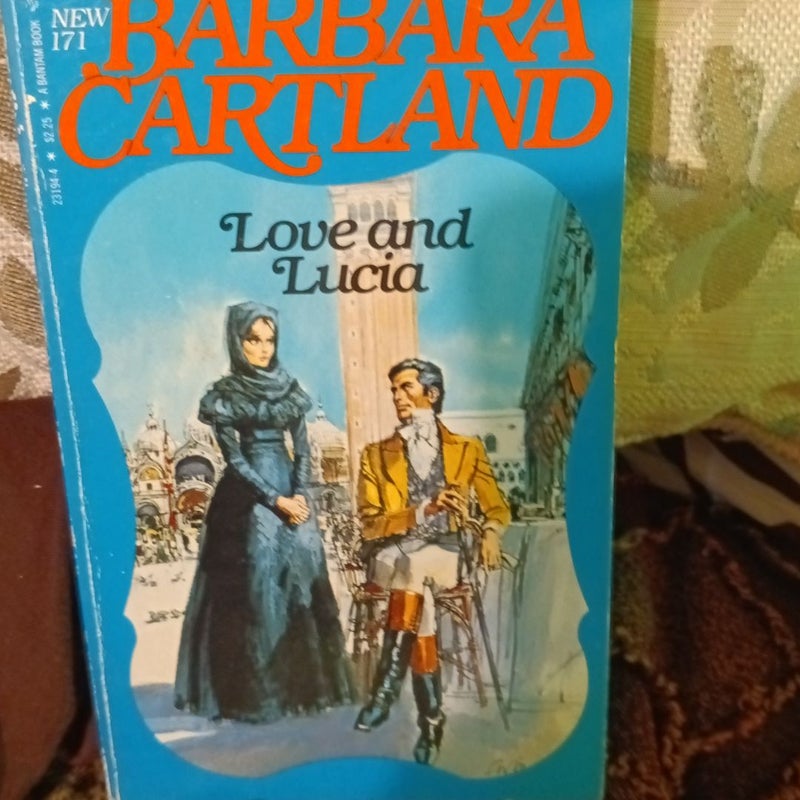 NEW
171
BARBARA
CARTLAND
Love and
Lucia
23194-4 ★ $2.25 ★ A BANTAM BOOK